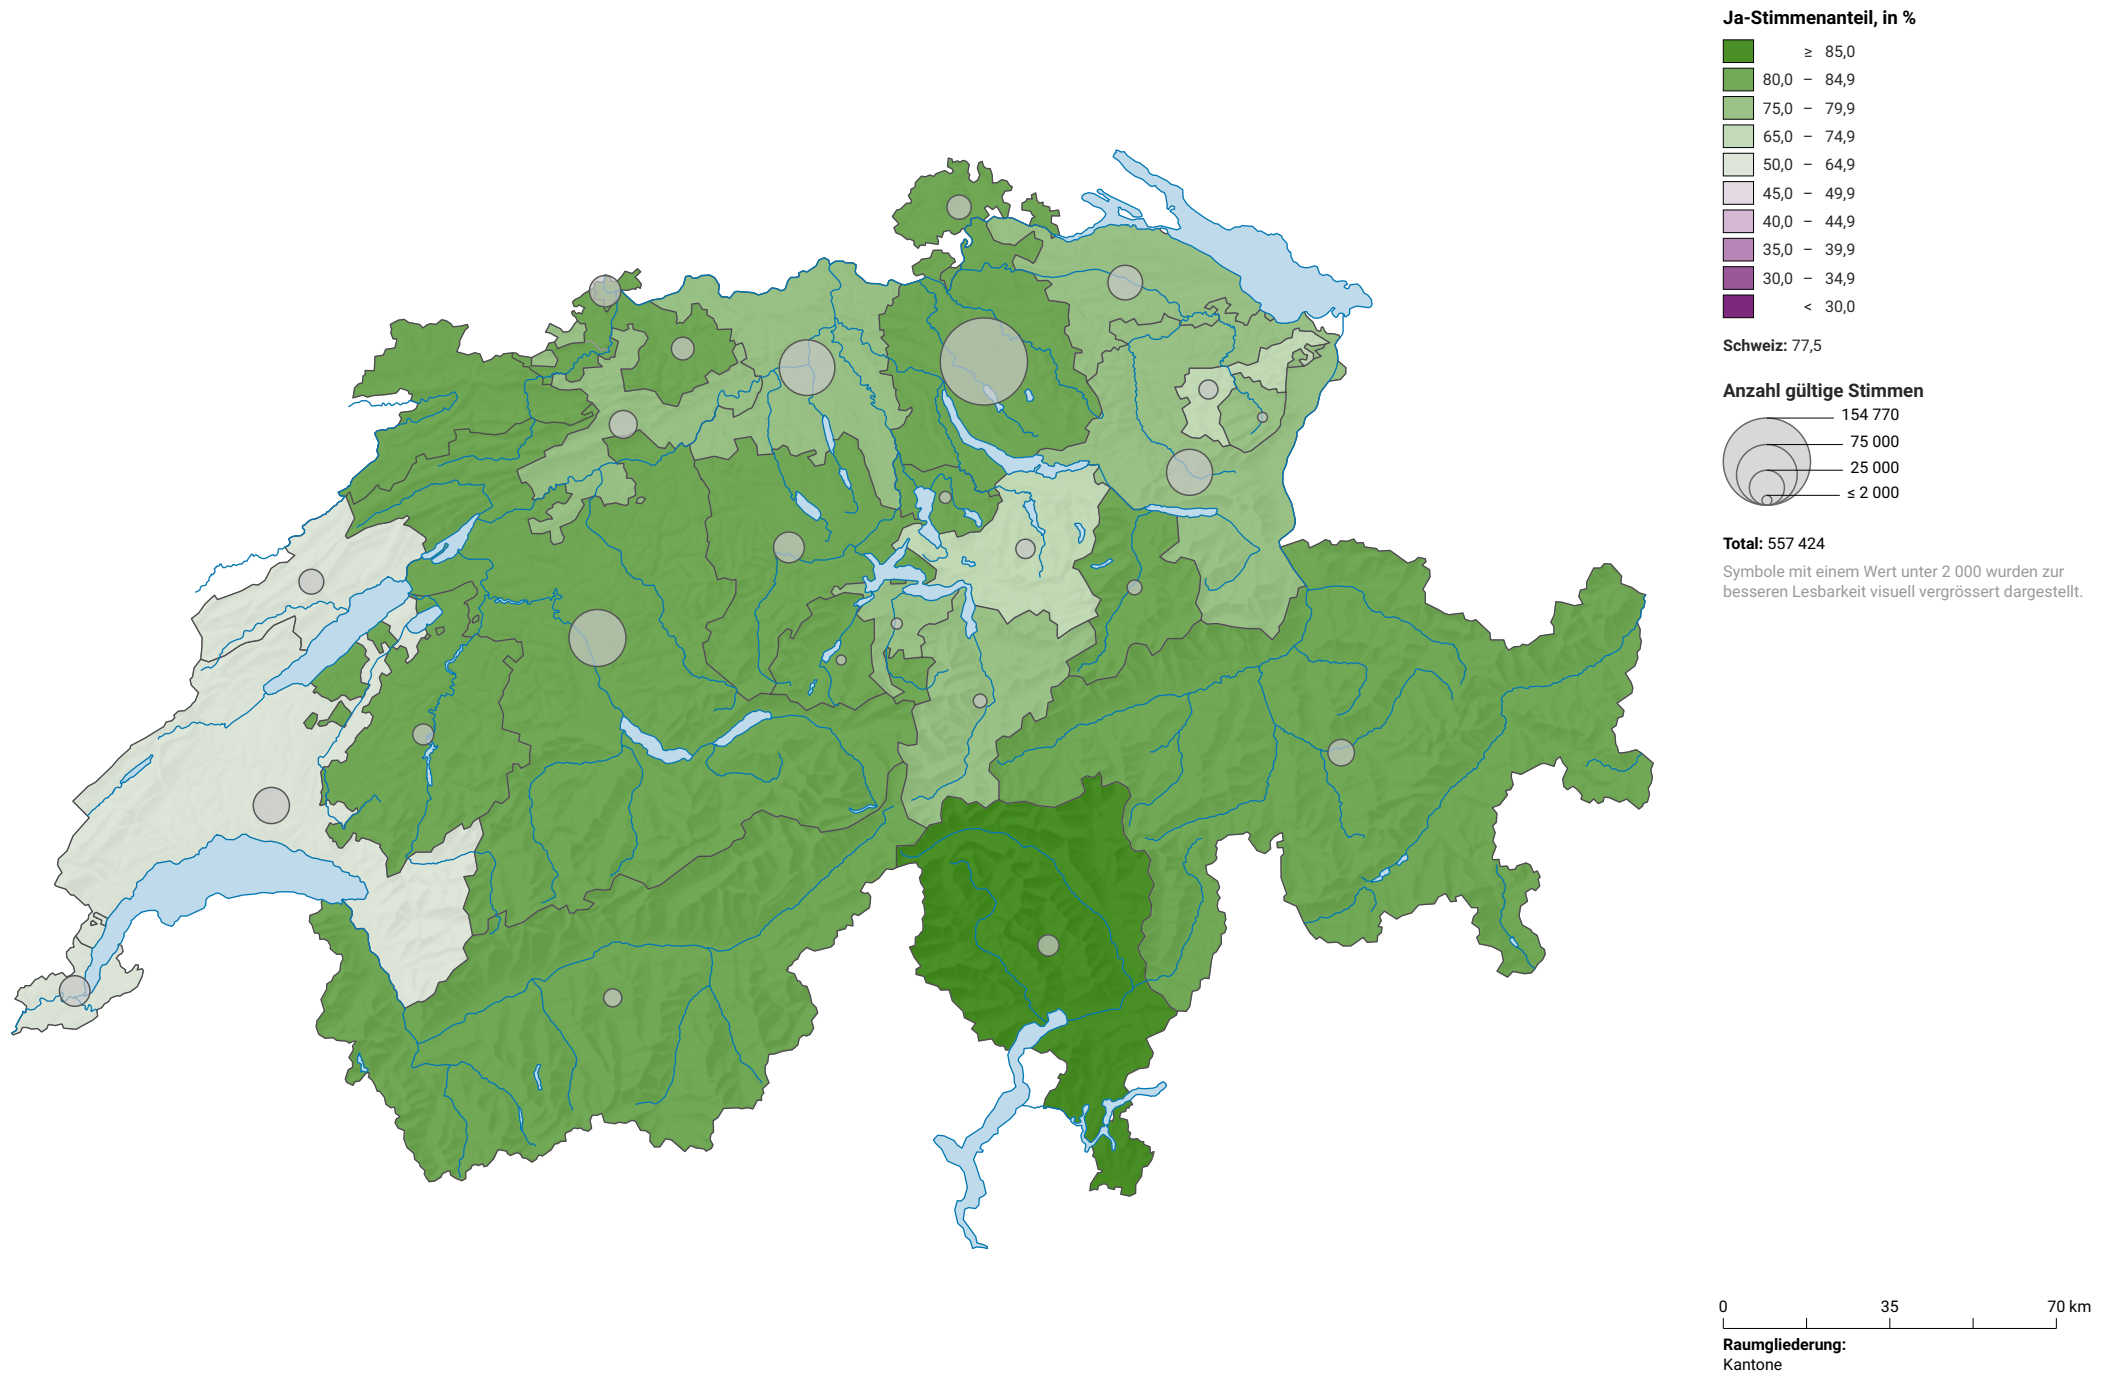 Ja-Stimmenanteil, in %
≥ 85,0
80,0 – 84,9
75,0 – 79,9
65,0 – 74,9
50,0 – 64,9
45,0 – 49,9
40,0 – 44,9
35,0 – 39,9
30,0 – 34,9
< 30,0
Schweiz: 77,5
Anzahl gültige Stimmen
154 770
75 000
25 000
≤ 2 000
Total: 557 424
Symbole mit einem Wert unter 2 000 wurden zur
besseren Lesbarkeit visuell vergrössert dargestellt.
0 35 70 km
Raumgliederung:
Kantone